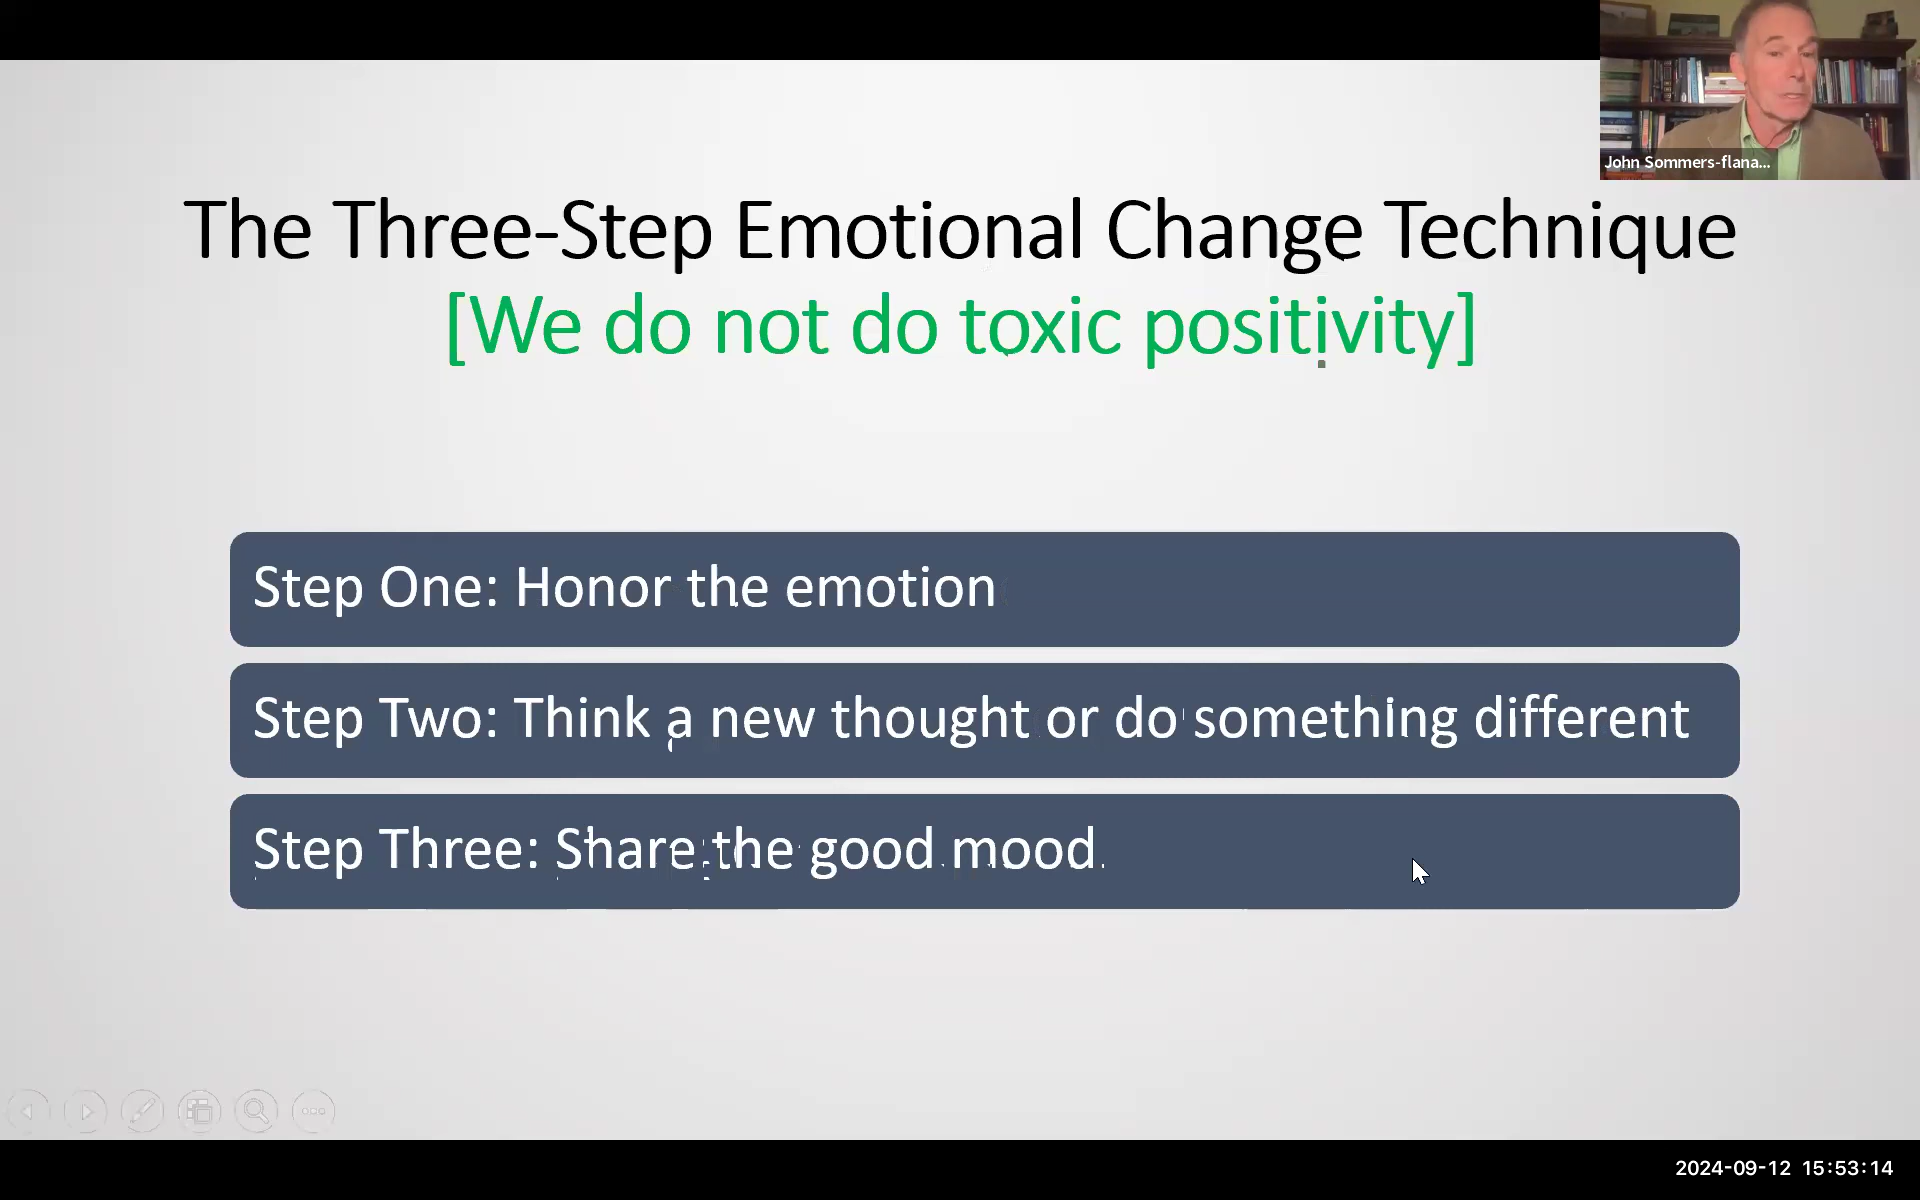 John Sommers-flana...
The Three-Step Emotional Change Technique
[We do not do toxic positivity]
Step One: Honor the emotion
Step Two: Think a new thought or do something different
Step Three: Share the good mood
2024-09-12 15:53:14